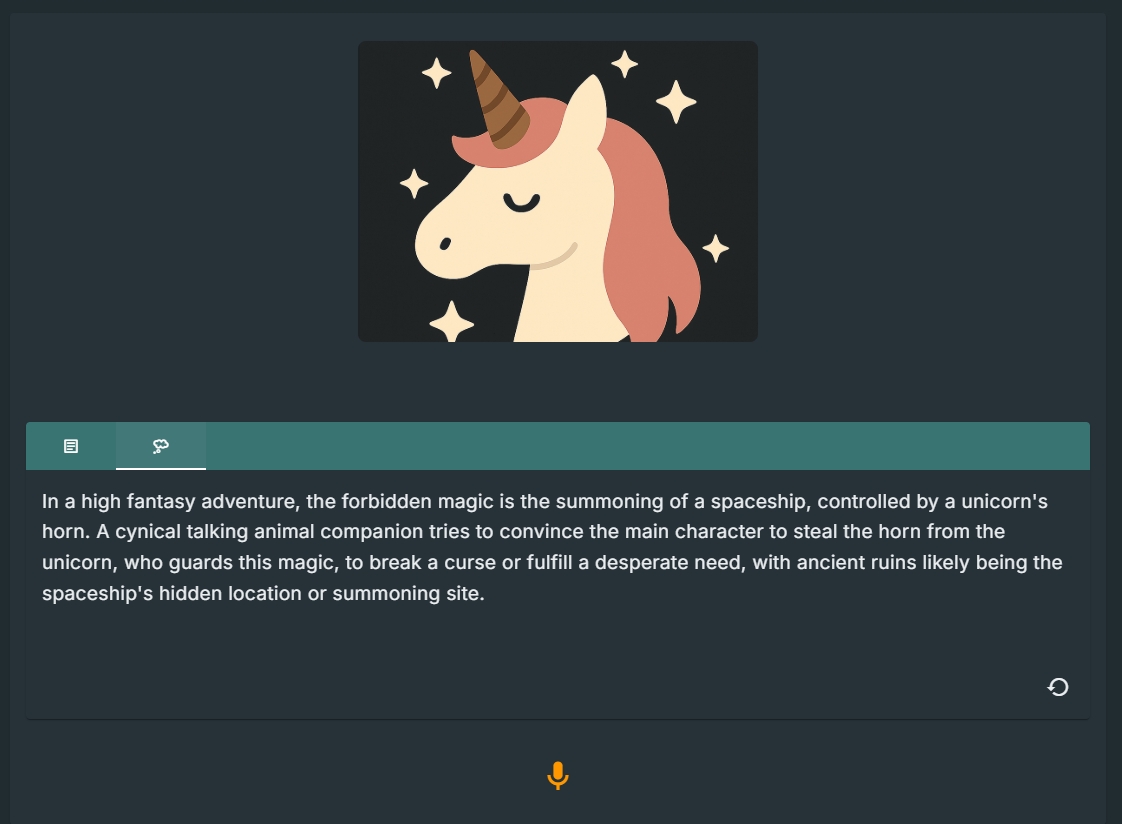 In a high fantasy adventure, the forbidden magic is the summoning of a spaceship, controlled by a unicorn's
horn. A cynical talking animal companion tries to convince the main character to steal the horn from the
unicorn, who guards this magic, to break a curse or fulfill a desperate need, with ancient ruins likely being the
spaceship's hidden location or summoning site.